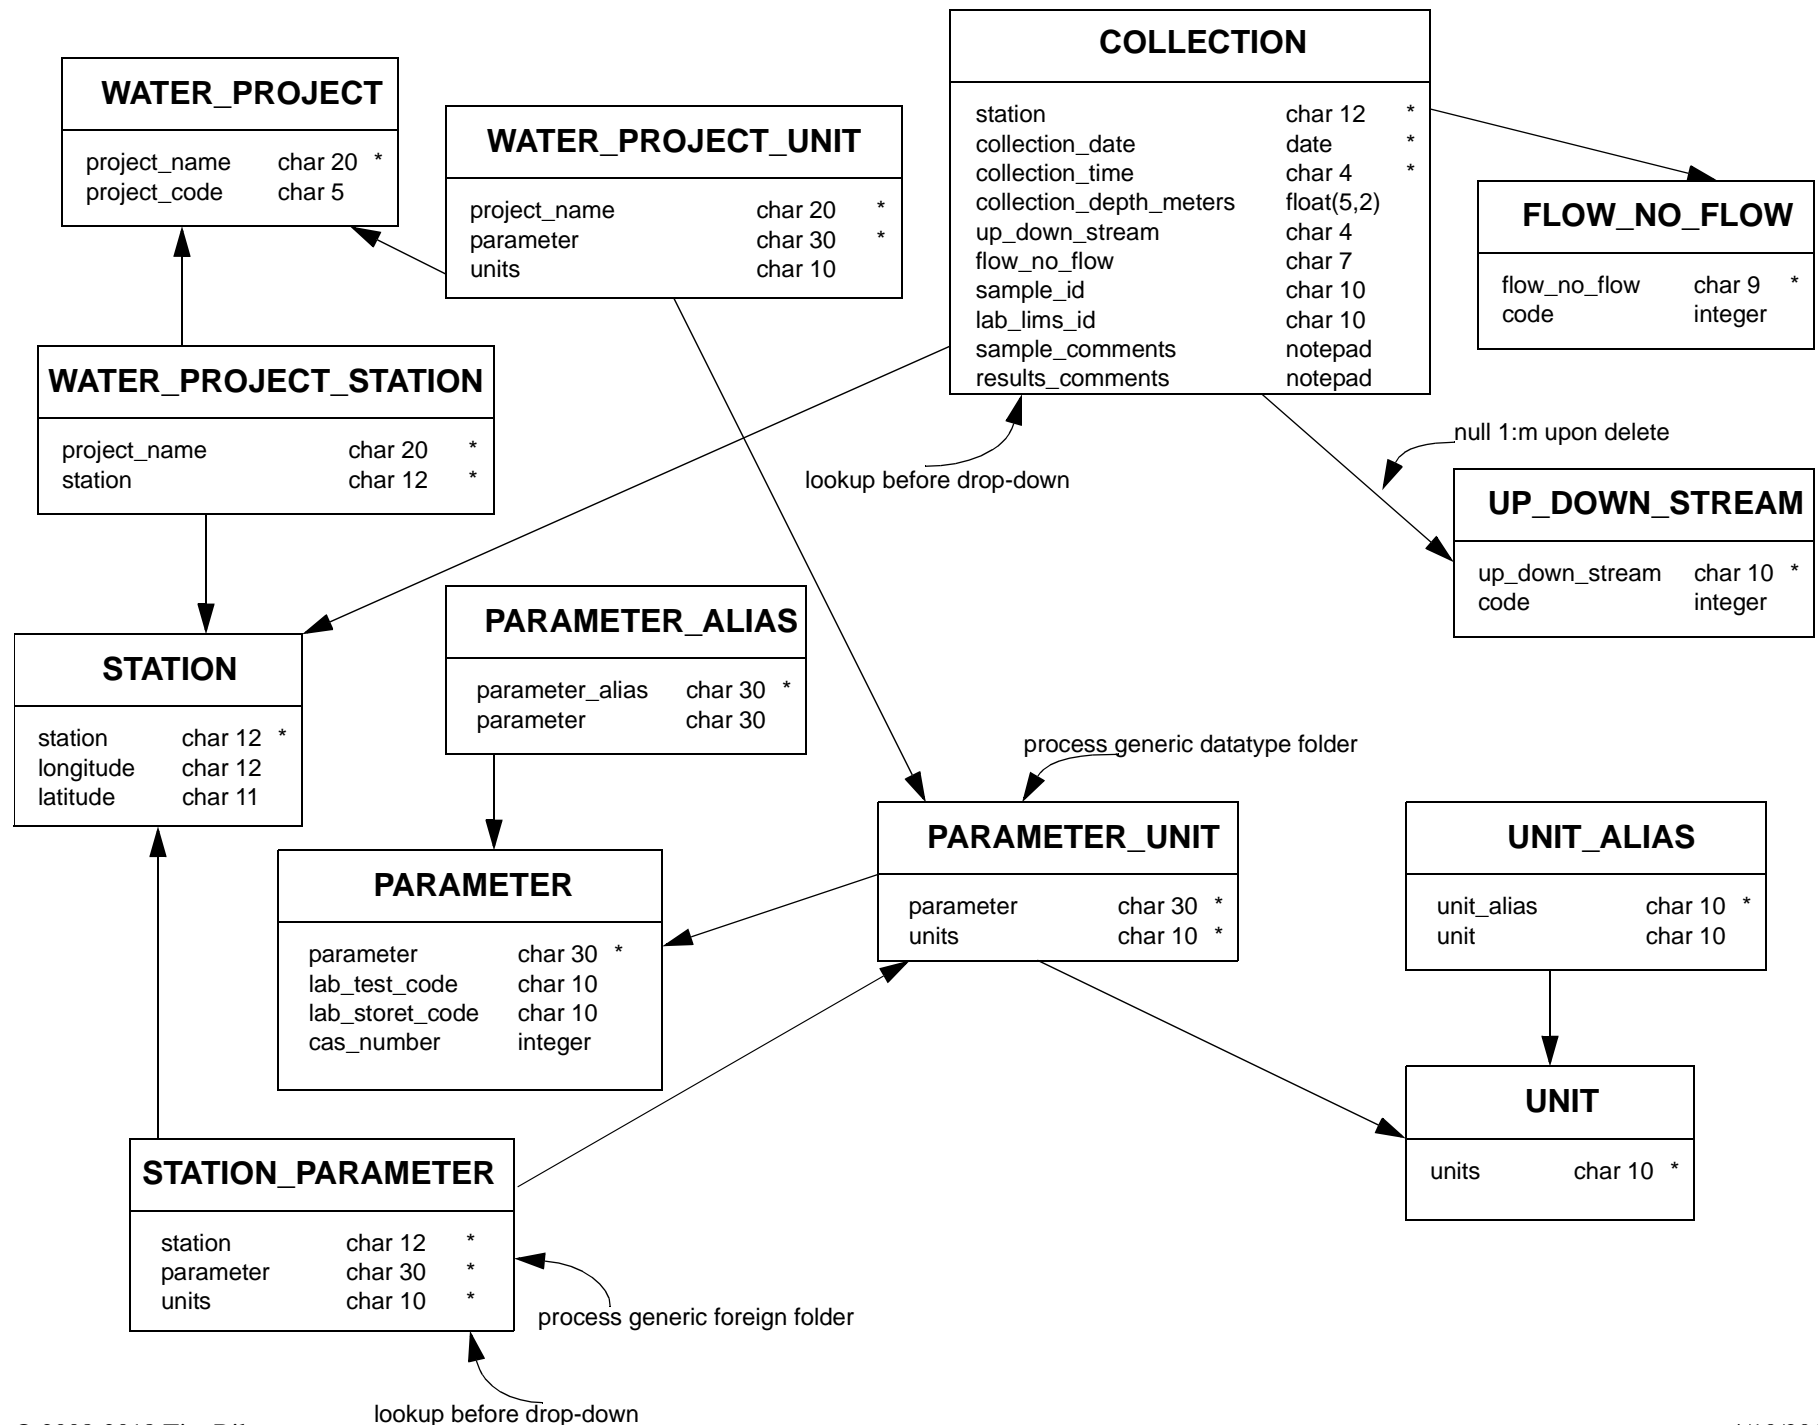 COLLECTION
station char 12 *
collection_date date *
collection_time char 4 *
collection_depth_meters float(5,2)
up_down_stream char 4
flow_no_flow char 7
sample_id char 10
lab_lims_id char 10
sample_comments notepad
results_comments notepad
WATER_PROJECT
project_name char 20 *
project_code char 5
WATER_PROJECT_UNIT
project_name char 20 *
parameter char 30 *
units char 10
FLOW_NO_FLOW
flow_no_flow char 9 *
code integer
WATER_PROJECT_STATION
project_name char 20 *
station char 12 *
lookup before drop-down
null 1:m upon delete
UP_DOWN_STREAM
up_down_stream char 10 *
code integer
STATION
station char 12 *
longitude char 12
latitude char 11
PARAMETER_ALIAS
parameter_alias char 30 *
parameter char 30
process generic datatype folder
PARAMETER
parameter char 30 *
lab_test_code char 10
lab_storet_code char 10
cas_number integer
PARAMETER_UNIT
parameter char 30 *
units char 10 *
UNIT_ALIAS
unit_alias char 10 *
unit char 10
UNIT
units char 10 *
STATION_PARAMETER
station char 12 *
parameter char 30 *
units char 10 *
process generic foreign folder
lookup before drop-down